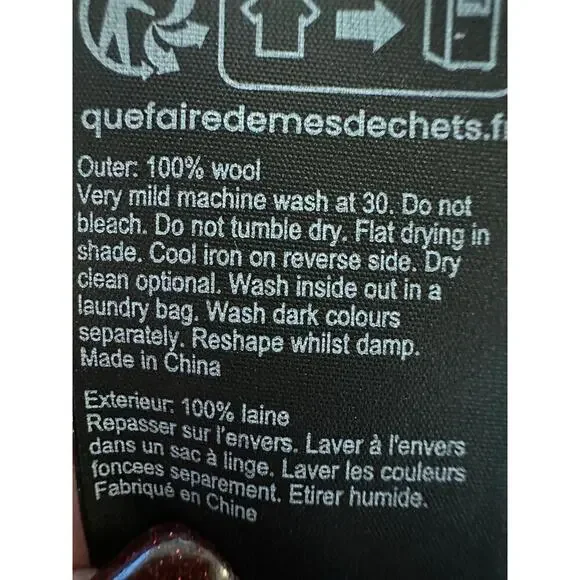 quefairedemesdechets.fr
Outer: 100% wool
Very mild machine wash at 30. Do not
bleach. Do not tumble dry. Flat drying in
shade. Cool iron on reverse side. Dry
clean optional. Wash inside out in a
laundry bag. Wash dark colours
separately. Reshape whilst damp.
Made in China
Exterieur: 100% laine
Repasser sur l'envers. Laver à l'envers
dans un sac à linge. Laver les couleurs
foncees separement. Etirer humide.
Fabriqué en Chine